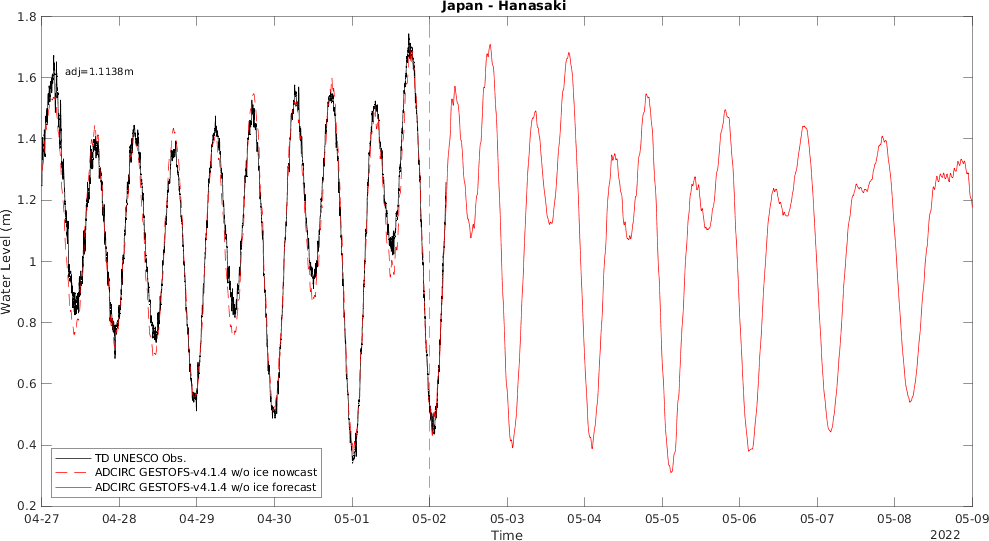 Japan - Hanasaki
1.8
1.6
1.4
1.2
1
0.8
0.6
0.4
0.2
Water Level (m)
adj=1.1138m
TD UNESCO Obs.
ADCIRC GESTOFS-v4.1.4 w/o ice nowcast
ADCIRC GESTOFS-v4.1.4 w/o ice forecast
04-27 04-28 04-29 04-30 05-01 05-02 05-03 05-04 05-05 05-06 05-07 05-08 05-09
Time
2022